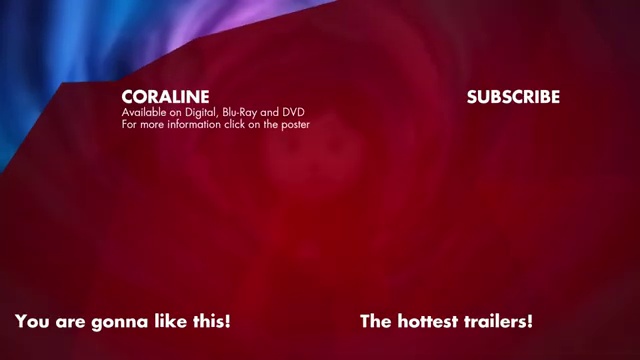 CORALINE
Available on Digital, Blu-Ray and DVD
For more information click on the poster
SUBSCRIBE
You are gonna like this!
The hottest trailers!